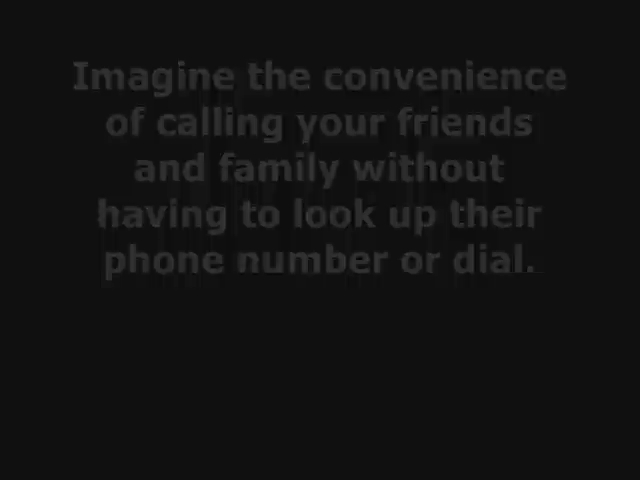 Imagine the convenience
of calling your friends
and family without
having to look up their
phone number or dial.